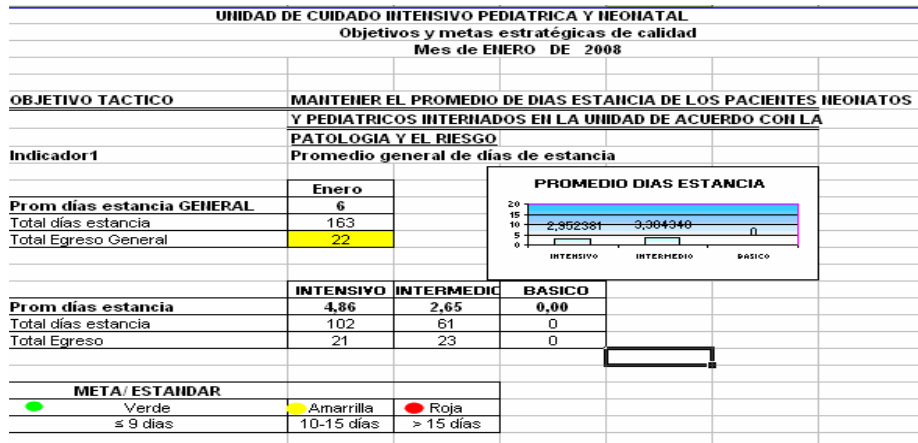 UNIDAD DE CUIDADO INTENSIVO PEDIATRICA Y NEONATAL
Objetivos y metas estratégicas de calidad
Mes de ENERO DE 2008
OBJETIVO TACTICO MANTENER EL PROMEDIO DE DIAS ESTANCIA DE LOS PACIENTES NEONATOS
Y PEDIATRICOS INTERNADOS EN LA UNIDAD DE ACUERDO CON LA
PATOLOGIA Y EL RIESGO
Indicador1 Promedio general de días de estancia
Enero
Prom días estancia GENERAL 6
Total días estancia 163
Total Egreso General 22
PROMEDIO DIAS ESTANCIA
20
15
10
5
0
2,952381 3,304348 0
INTENSIVO INTERMEDIO BASICO
INTENSIVO INTERMEDIO BASICO
Prom días estancia 4,86 2,65 0,00
Total días estancia 102 61 0
Total Egreso 21 23 0
META/ESTANDAR
Verde Amarrilla Roja
≤ 9 dias 10-15 días > 15 días